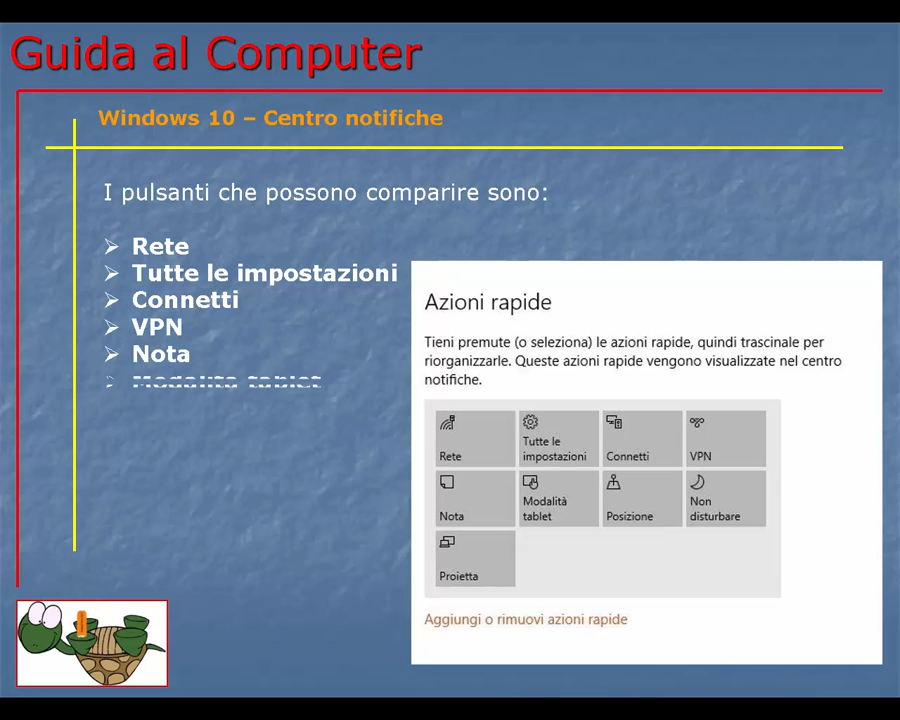 Guida al Computer
Windows 10 – Centro notifiche
I pulsanti che possono comparire sono:
Rete
Tutte le impostazioni
Connetti
VPN
Nota
Modalità tablet
Azioni rapide
Tieni premute (o seleziona) le azioni rapide, quindi trascinale per
riorganizzarle. Queste azioni rapide vengono visualizzate nel centro
notifiche.
Rete
Tutte le
impostazioni
Connetti
VPN
Nota
Modalità
tablet
Posizione
Non
disturbare
Proietta
Aggiungi o rimuovi azioni rapide